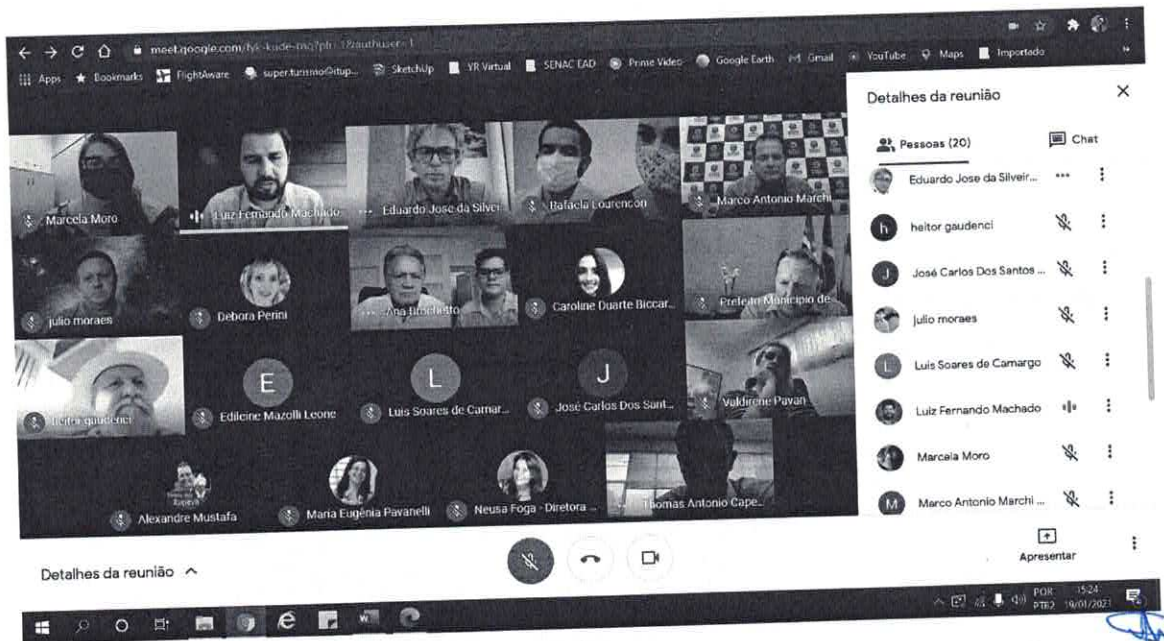 meet.google.com/
Apps Bookmarks FlightAware super.turismo@itup... SketchUp YR Virtual SENAC EAD Prime Video Google Earth Gmail YouTube Maps Importado »
Detalhes da reunião
Pessoas (20) Chat
Marcela Moro
Luiz Fernando Machado
Eduardo Jose da Silvei...
Rafaela Lourencon
Marco Antonio Marchi
julio moraes
Debora Perini
Caroline Duarte Biccar...
Prefeito Municipio de
heitor gaudenci
E
Edileine Mazolli Leone
L
Luis Soares de Camar...
J
José Carlos Dos Sant...
Valdirene Pavan
Alexandre Mustafa
Maria Eugênia Pavanelli
Neusa Foga - Diretora ...
Thomas Antonio Cape...
Eduardo Jose da Silveir...
h heitor gaudenci
J José Carlos Dos Santos ...
julio moraes
L Luis Soares de Camargo
Luiz Fernando Machado
Marcela Moro
M Marco Antonio Marchi ...
Detalhes da reunião
Apresentar
POR 15:24
PTB2 19/01/2021